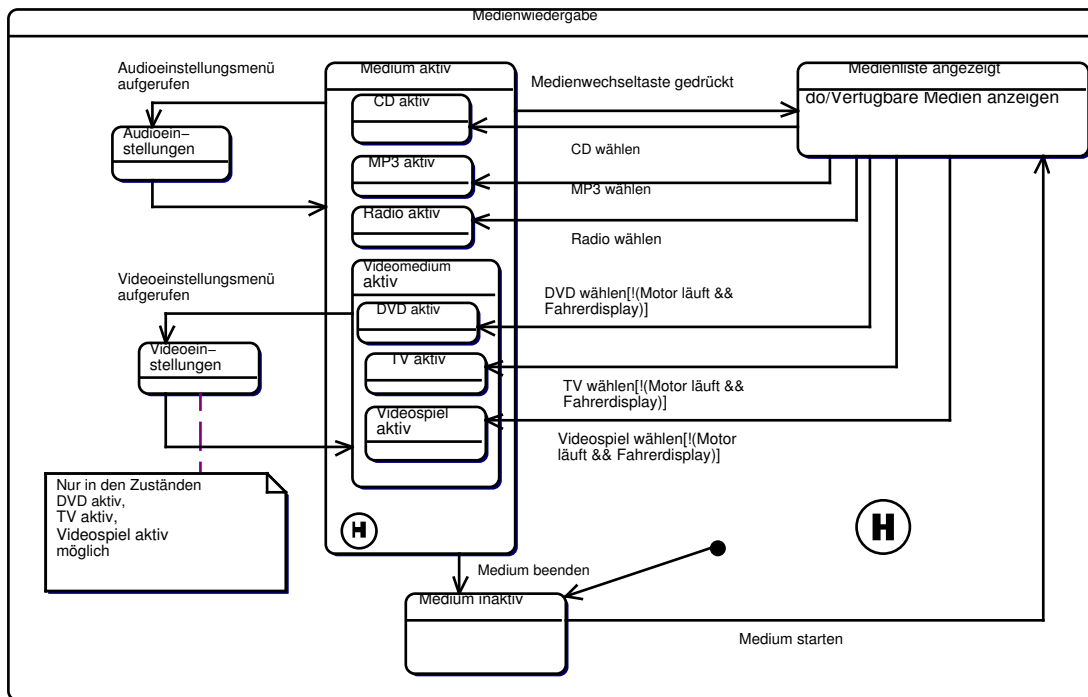 Medienwiedergabe
Audioeinstellungsmenü
aufgerufen
Medium aktiv
Medienwechseltaste gedrückt
Medienliste angezeigt
do/Verfugbare Medien anzeigen
CD aktiv
Audioein−
stellungen
CD wählen
MP3 aktiv
MP3 wählen
Radio aktiv
Radio wählen
Videoeinstellungsmenü
aufgerufen
Videomedium
aktiv
DVD wählen[!(Motor läuft &&
Fahrerdisplay)]
DVD aktiv
Videoein−
stellungen
TV aktiv
TV wählen[!(Motor läuft &&
Fahrerdisplay)]
Videospiel
aktiv
Videospiel wählen[!(Motor
läuft && Fahrerdisplay)]
Nur in den Zuständen
DVD aktiv,
TV aktiv,
Videospiel aktiv
möglich
H
H
Medium beenden
Medium inaktiv
Medium starten